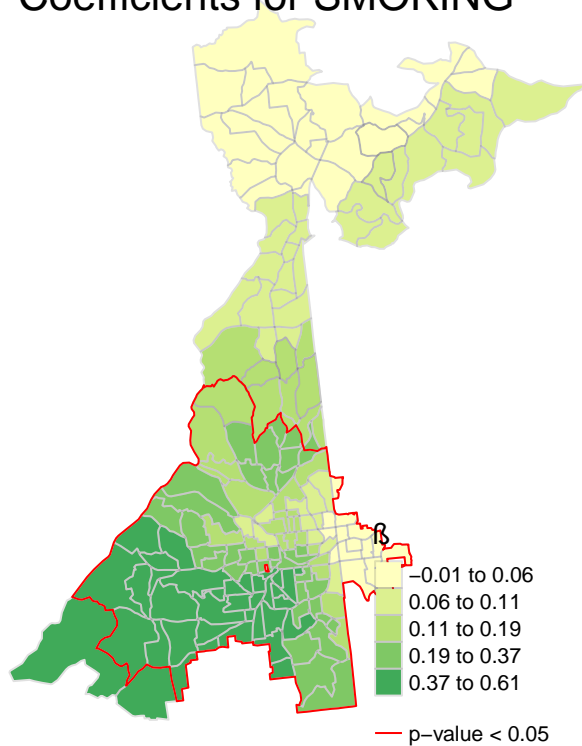 Coefficients for SMOKING
ß
−0.01 to 0.06
0.06 to 0.11
0.11 to 0.19
0.19 to 0.37
0.37 to 0.61
p−value < 0.05